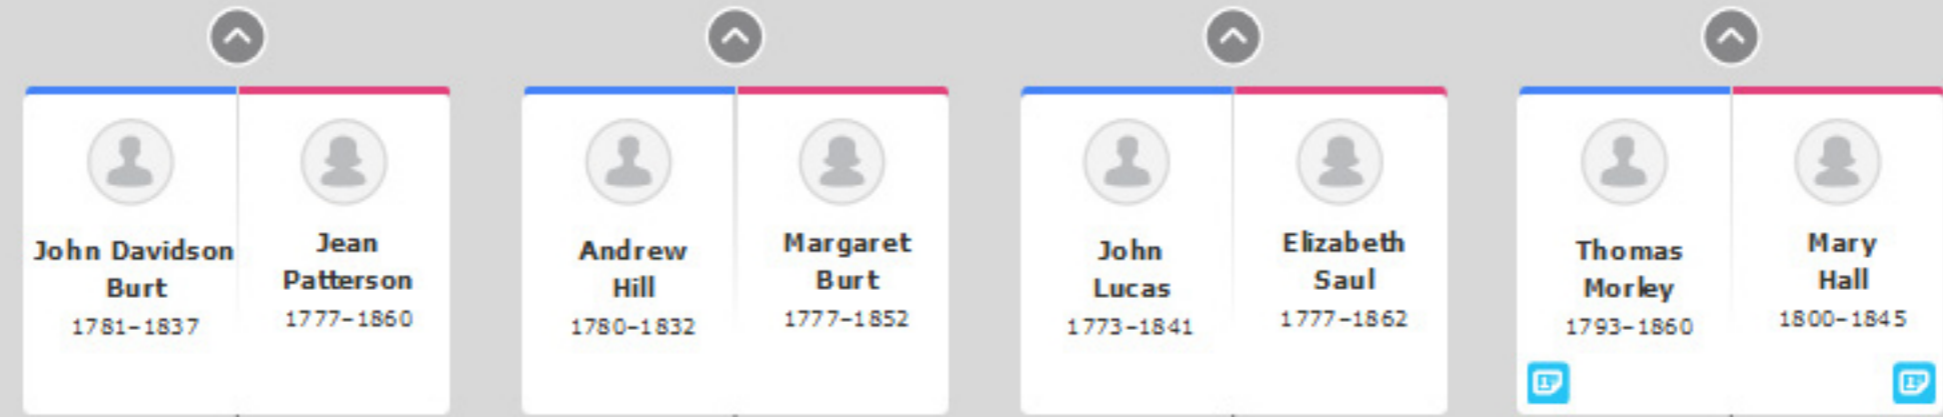 John Davidson
Burt
1781-1837
Jean
Patterson
1777-1860
Andrew
Hill
1780-1832
Margaret
Burt
1777-1852
John
Lucas
1773-1841
Elizabeth
Saul
1777-1862
Thomas
Morley
1793-1860
Mary
Hall
1800-1845